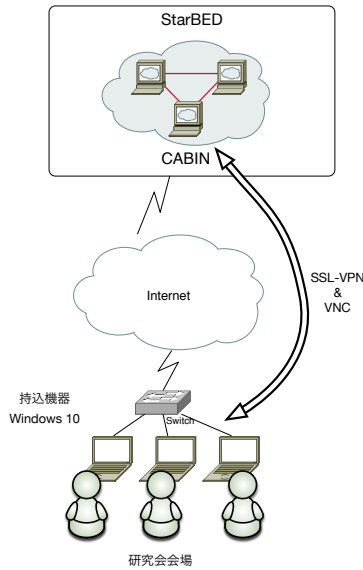 StarBED
CABIN
SSL-VPN
&
VNC
Internet
持込機器
Windows 10
Switch
研究会会場